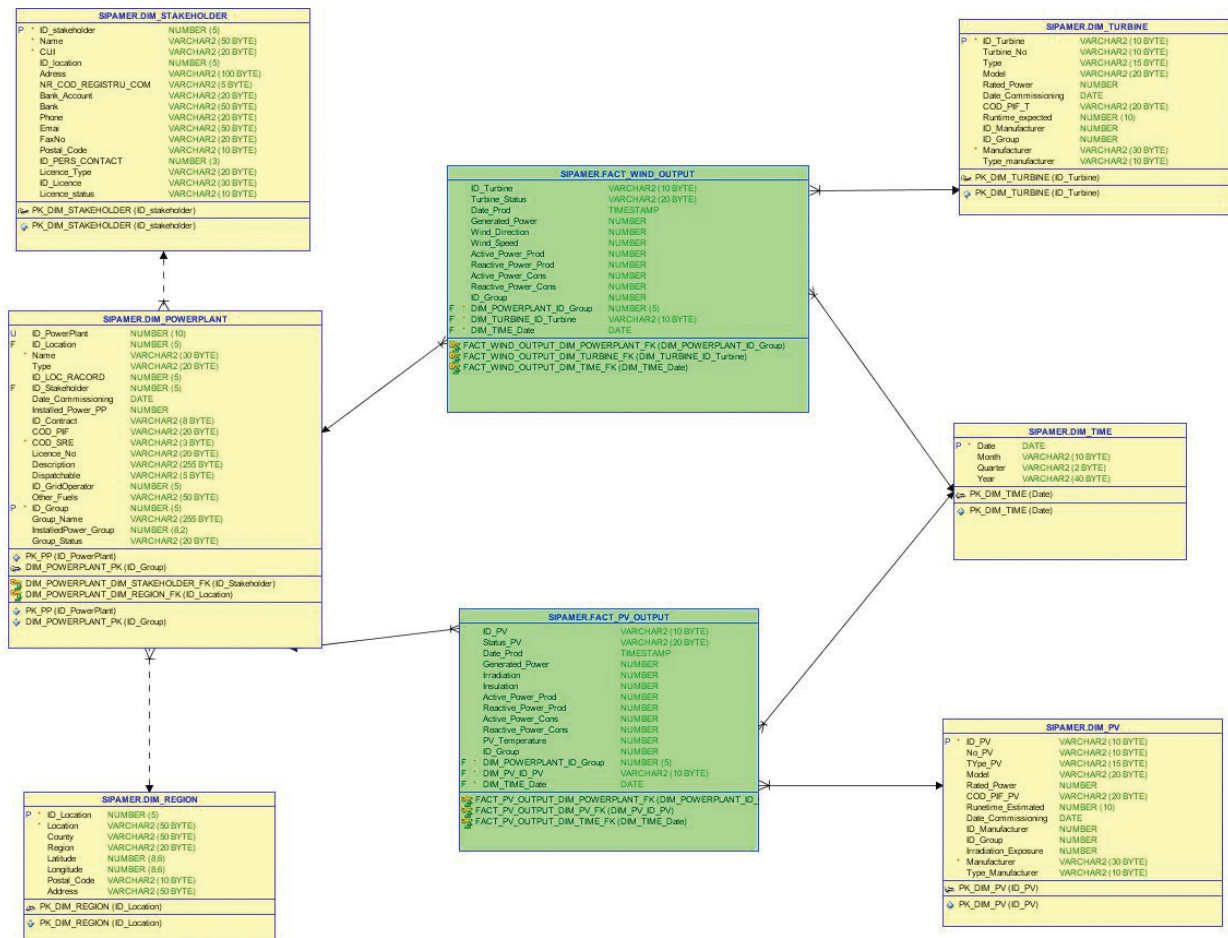 SIPAMER.DIM_STAKEHOLDER
P * ID_stakeholder NUMBER (5)
* Name VARCHAR2 (50 BYTE)
* CUI VARCHAR2 (20 BYTE)
ID_location NUMBER (5)
Adress VARCHAR2 (100 BYTE)
NR_COD_REGISTRU_COM VARCHAR2 (5 BYTE)
Bank_Account VARCHAR2 (20 BYTE)
Bank VARCHAR2 (50 BYTE)
Phone VARCHAR2 (20 BYTE)
Emai VARCHAR2 (50 BYTE)
FaxNo VARCHAR2 (20 BYTE)
Postal_Code VARCHAR2 (10 BYTE)
ID_PERS_CONTACT NUMBER (3)
Licence_Type VARCHAR2 (20 BYTE)
ID_Licence VARCHAR2 (30 BYTE)
Licence_status VARCHAR2 (10 BYTE)
PK_DIM_STAKEHOLDER (ID_stakeholder)
PK_DIM_STAKEHOLDER (ID_stakeholder)
SIPAMER.DIM_TURBINE
P * ID_Turbine VARCHAR2 (10 BYTE)
Turbine_No VARCHAR2 (10 BYTE)
Type VARCHAR2 (15 BYTE)
Model VARCHAR2 (20 BYTE)
Rated_Power NUMBER
Date_Commissioning DATE
COD_PIF_T VARCHAR2 (20 BYTE)
Runtime_expected NUMBER (10)
ID_Manufacturer NUMBER
ID_Group NUMBER
* Manufacturer VARCHAR2 (30 BYTE)
Type_manufacturer VARCHAR2 (10 BYTE)
PK_DIM_TURBINE (ID_Turbine)
PK_DIM_TURBINE (ID_Turbine)
SIPAMER.FACT_WIND_OUTPUT
ID_Turbine VARCHAR2 (10 BYTE)
Turbine_Status VARCHAR2 (20 BYTE)
Date_Prod TIMESTAMP
Generated_Power NUMBER
Wind_Direction NUMBER
Wind_Speed NUMBER
Active_Power_Prod NUMBER
Reactive_Power_Prod NUMBER
Active_Power_Cons NUMBER
Reactive_Power_Cons NUMBER
ID_Group NUMBER
F * DIM_POWERPLANT_ID_Group NUMBER (5)
F * DIM_TURBINE_ID_Turbine VARCHAR2 (10 BYTE)
F * DIM_TIME_Date DATE
FACT_WIND_OUTPUT_DIM_POWERPLANT_FK (DIM_POWERPLANT_ID_Group)
FACT_WIND_OUTPUT_DIM_TURBINE_FK (DIM_TURBINE_ID_Turbine)
FACT_WIND_OUTPUT_DIM_TIME_FK (DIM_TIME_Date)
SIPAMER.DIM_POWERPLANT
U ID_PowerPlant NUMBER (10)
F ID_Location NUMBER (5)
* Name VARCHAR2 (30 BYTE)
Type VARCHAR2 (20 BYTE)
ID_LOC_RACORD NUMBER (5)
F ID_Stakeholder NUMBER (5)
Date_Commissioning DATE
Installed_Power_PP NUMBER
ID_Contract VARCHAR2 (8 BYTE)
COD_PIF VARCHAR2 (20 BYTE)
* COD_SRE VARCHAR2 (3 BYTE)
Licence_No VARCHAR2 (20 BYTE)
Description VARCHAR2 (255 BYTE)
Dispatchable VARCHAR2 (5 BYTE)
ID_GridOperator NUMBER (5)
Other_Fuels VARCHAR2 (50 BYTE)
P * ID_Group NUMBER (5)
Group_Name VARCHAR2 (255 BYTE)
InstalledPower_Group NUMBER (8,2)
Group_Status VARCHAR2 (20 BYTE)
PK_PP (ID_PowerPlant)
DIM_POWERPLANT_PK (ID_Group)
DIM_POWERPLANT_DIM_STAKEHOLDER_FK (ID_Stakeholder)
DIM_POWERPLANT_DIM_REGION_FK (ID_Location)
PK_PP (ID_PowerPlant)
DIM_POWERPLANT_PK (ID_Group)
SIPAMER.DIM_TIME
P * Date DATE
Month VARCHAR2 (10 BYTE)
Quarter VARCHAR2 (2 BYTE)
Year VARCHAR2 (40 BYTE)
PK_DIM_TIME (Date)
PK_DIM_TIME (Date)
SIPAMER.FACT_PV_OUTPUT
ID_PV VARCHAR2 (10 BYTE)
Status_PV VARCHAR2 (20 BYTE)
Date_Prod TIMESTAMP
Generated_Power NUMBER
Irradiation NUMBER
Insulation NUMBER
Active_Power_Prod NUMBER
Reactive_Power_Prod NUMBER
Active_Power_Cons NUMBER
Reactive_Power_Cons NUMBER
PV_Temperature NUMBER
ID_Group NUMBER
F * DIM_POWERPLANT_ID_Group NUMBER (5)
F * DIM_PV_ID_PV VARCHAR2 (10 BYTE)
F * DIM_TIME_Date DATE
FACT_PV_OUTPUT_DIM_POWERPLANT_FK (DIM_POWERPLANT_ID_
FACT_PV_OUTPUT_DIM_PV_FK (DIM_PV_ID_PV)
FACT_PV_OUTPUT_DIM_TIME_FK (DIM_TIME_Date)
SIPAMER.DIM_PV
P * ID_PV VARCHAR2 (10 BYTE)
No_PV VARCHAR2 (10 BYTE)
TYpe_PV VARCHAR2 (15 BYTE)
Model VARCHAR2 (20 BYTE)
Rated_Power NUMBER
COD_PIF_PV VARCHAR2 (20 BYTE)
Runetime_Estimated NUMBER (10)
Date_Commissioning DATE
ID_Manufacturer NUMBER
ID_Group NUMBER
Irradiation_Exposure NUMBER
* Manufacturer VARCHAR2 (30 BYTE)
Type_Manufacturer VARCHAR2 (10 BYTE)
PK_DIM_PV (ID_PV)
PK_DIM_PV (ID_PV)
SIPAMER.DIM_REGION
P * ID_Location NUMBER (5)
* Location VARCHAR2 (50 BYTE)
County VARCHAR2 (50 BYTE)
Region VARCHAR2 (20 BYTE)
Latitude NUMBER (8,6)
Longitude NUMBER (8,6)
Postal_Code VARCHAR2 (10 BYTE)
Address VARCHAR2 (50 BYTE)
PK_DIM_REGION (ID_Location)
PK_DIM_REGION (ID_Location)